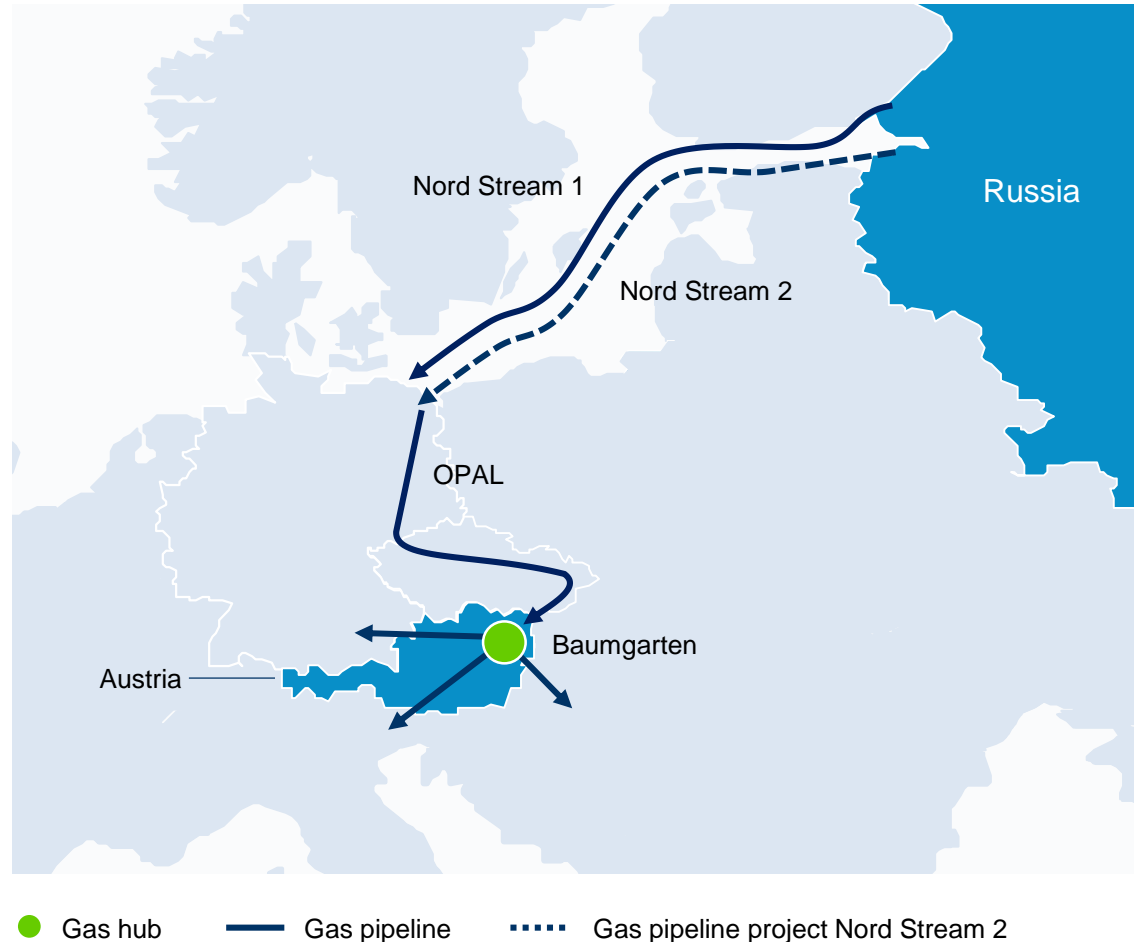 Nord Stream 1
Russia
Nord Stream 2
OPAL
Baumgarten
Austria
Gas hub
Gas pipeline
Gas pipeline project Nord Stream 2